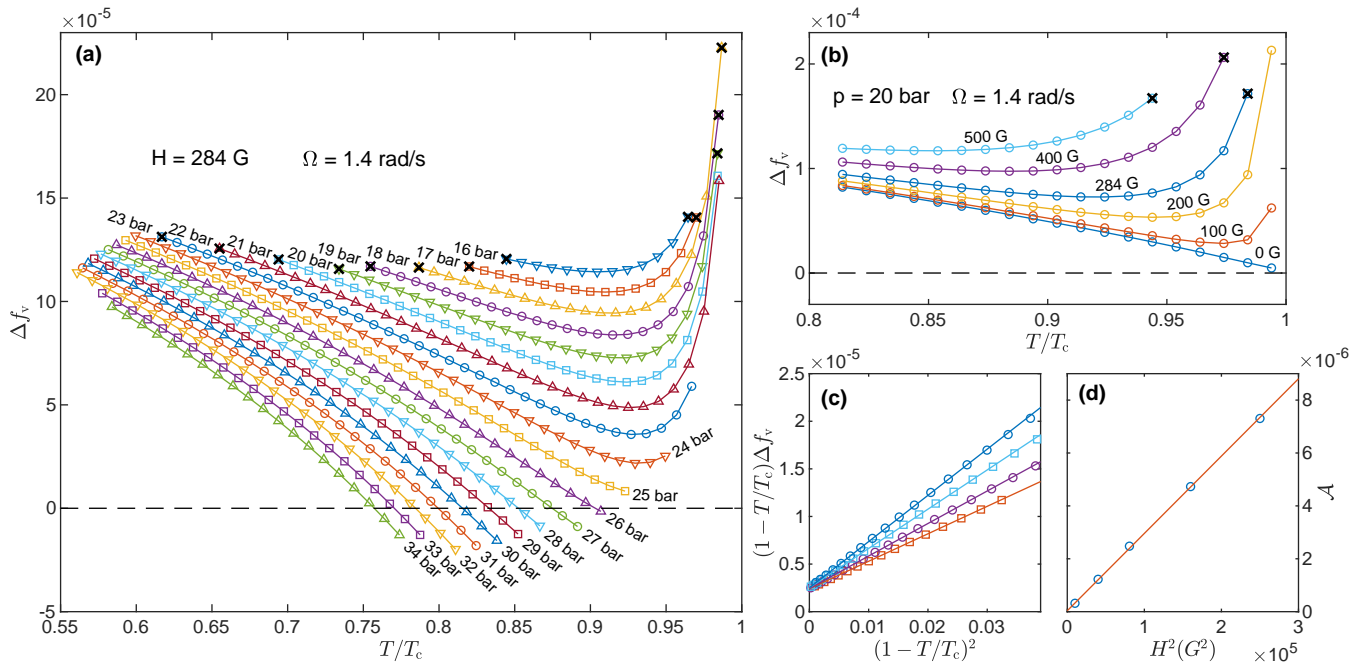 (a)
×10⁻⁵
20
15
10
5
0
-5
Δf_v
H = 284 G Ω = 1.4 rad/s
23 bar
22 bar
21 bar
20 bar
19 bar
18 bar
17 bar
16 bar
24 bar
25 bar
26 bar
27 bar
28 bar
29 bar
30 bar
31 bar
32 bar
33 bar
34 bar
0.55 0.6 0.65 0.7 0.75 0.8 0.85 0.9 0.95 1
T/T_c
(b)
×10⁻⁴
2
1
0
Δf_v
p = 20 bar Ω = 1.4 rad/s
500 G
400 G
284 G
200 G
100 G
0 G
0.8 0.85 0.9 0.95 1
T/T_c
(c)
×10⁻⁵
2.5
2.0
1.5
1.0
0.5
0
(1 − T/T_c)Δf_v
0 0.01 0.02 0.03
(1 − T/T_c)²
(d)
×10⁻⁶
8
6
4
2
0
𝒜
0 1 2 3
×10⁵
H²(G²)